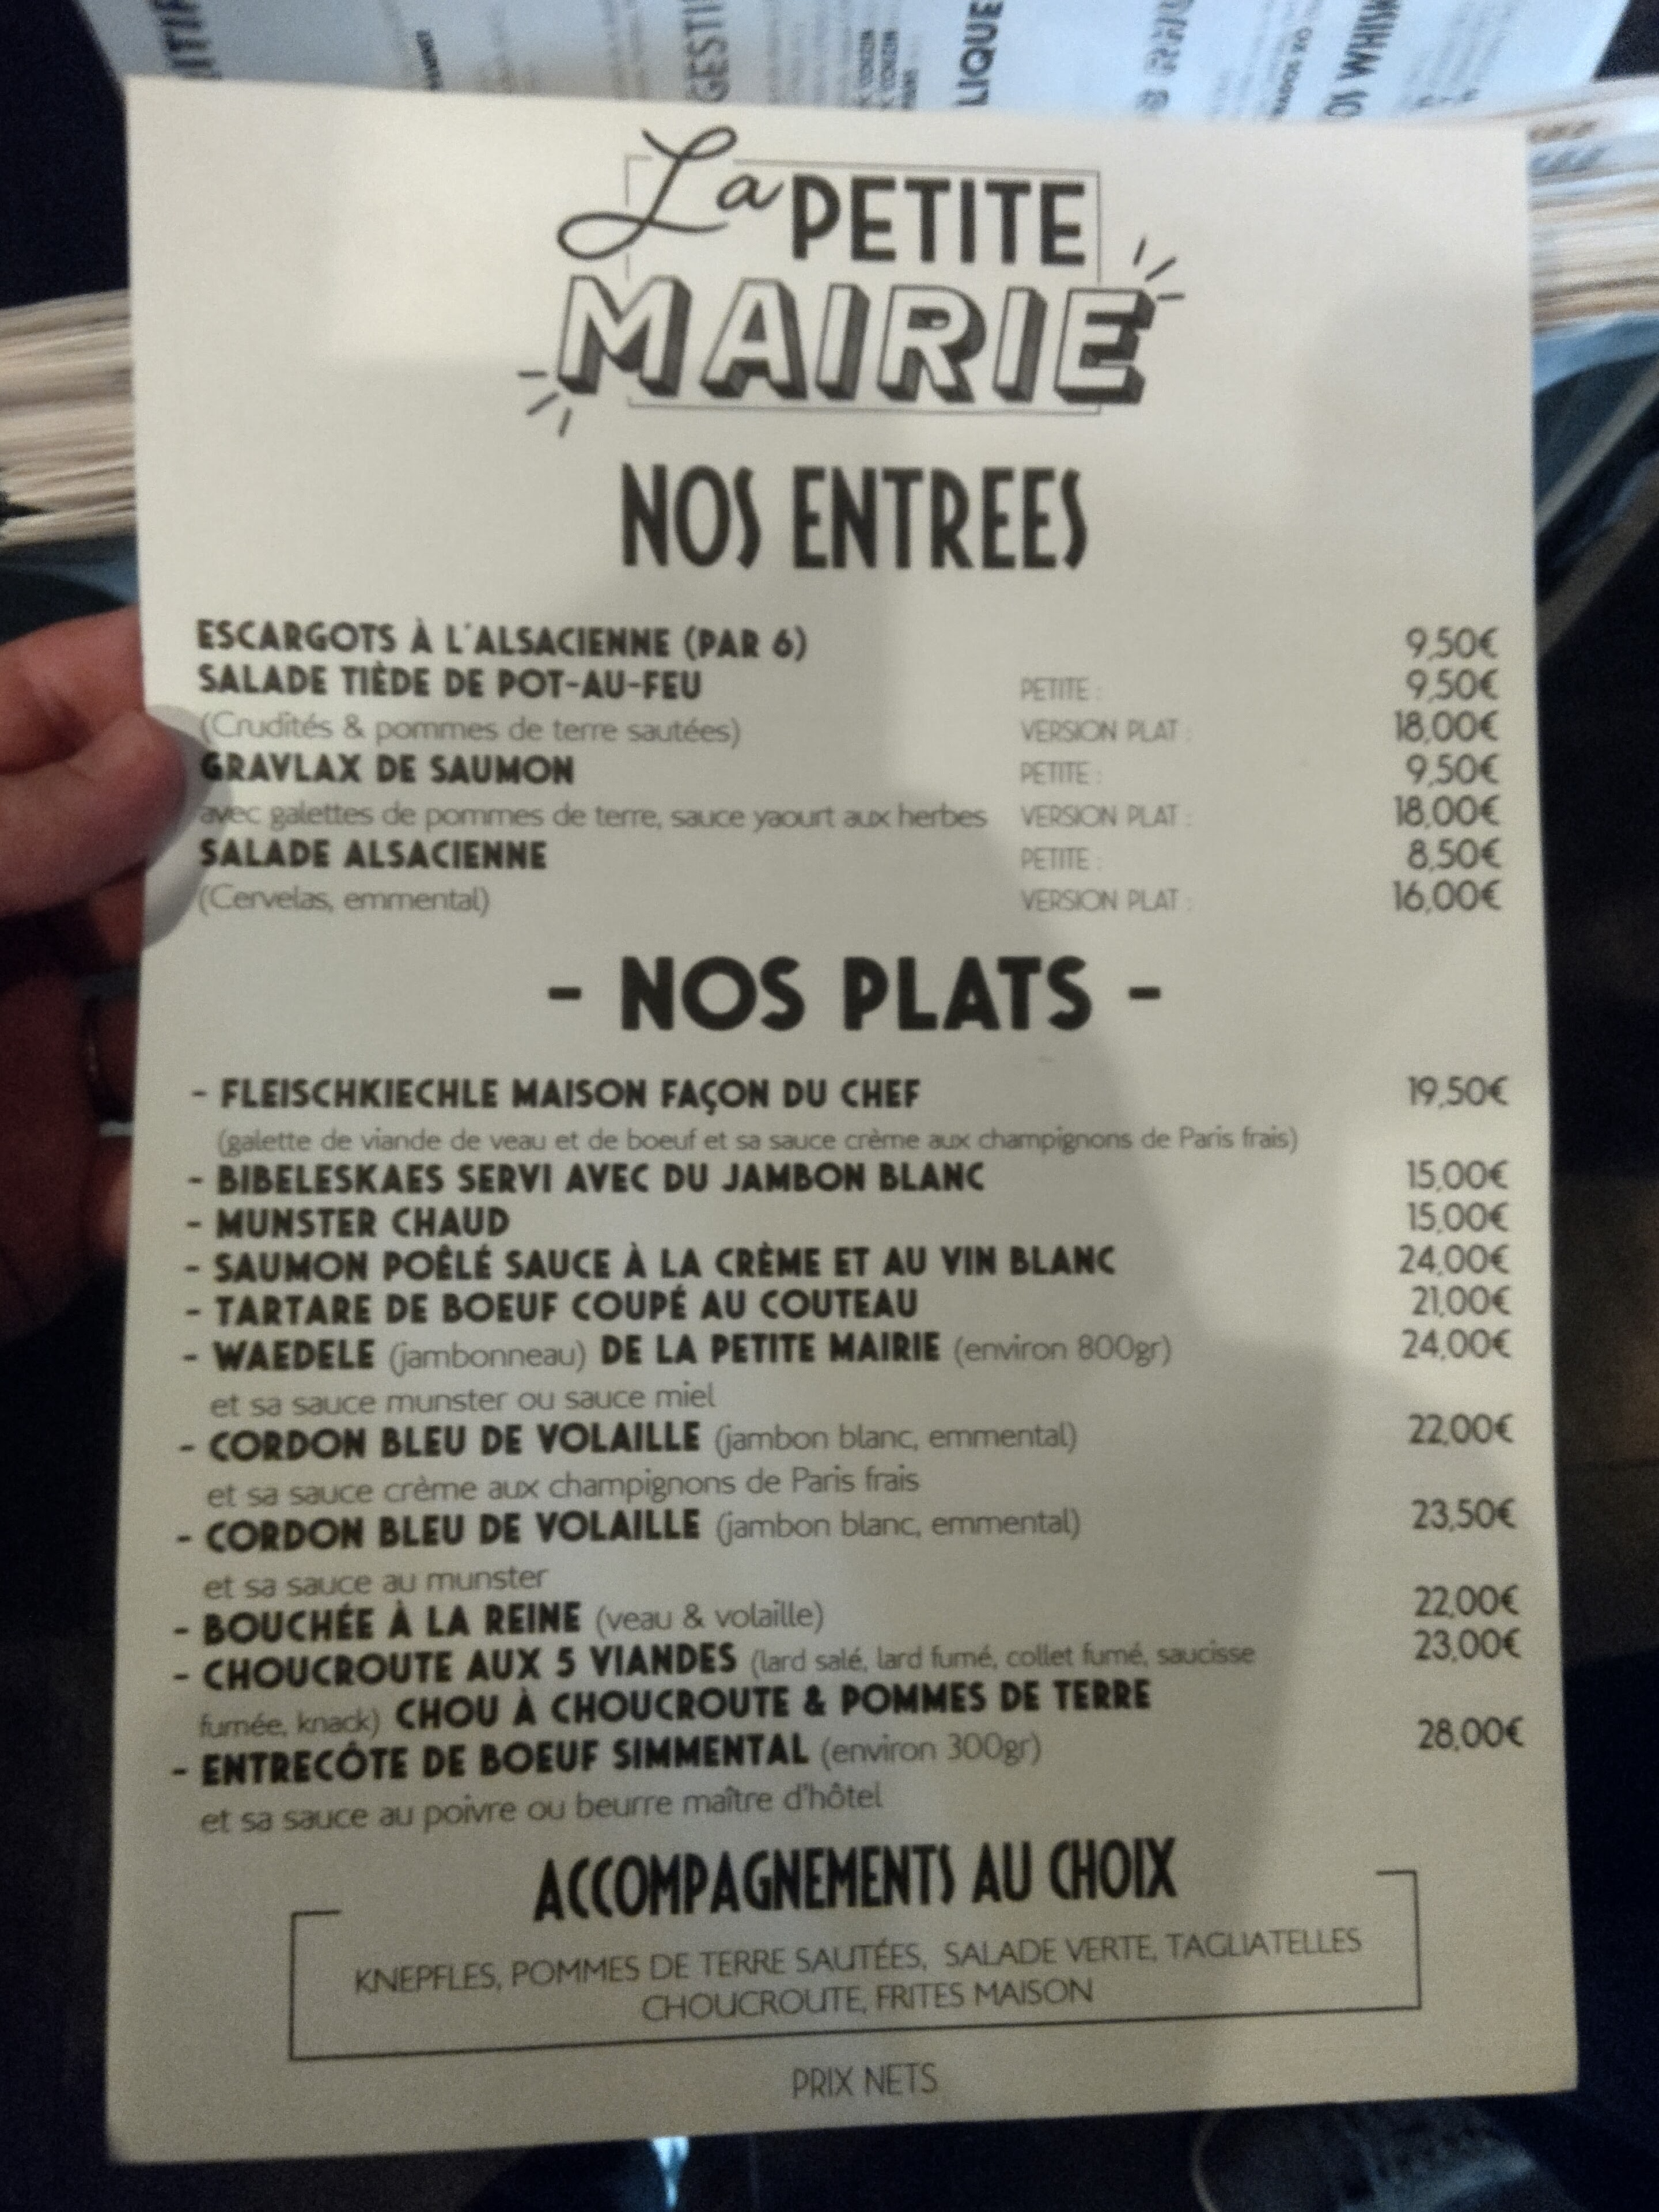 GESTI
LIQUE
OS WHISK
La PETITE
MAIRIE
NOS ENTREES
ESCARGOTS À L'ALSACIENNE (PAR 6) 9,50€
SALADE TIÈDE DE POT-AU-FEU PETITE : 9,50€
(Crudités & pommes de terre sautées) VERSION PLAT : 18,00€
GRAVLAX DE SAUMON PETITE : 9,50€
avec galettes de pommes de terre, sauce yaourt aux herbes VERSION PLAT : 18,00€
SALADE ALSACIENNE PETITE : 8,50€
(Cervelas, emmental) VERSION PLAT : 16,00€
- NOS PLATS -
- FLEISCHKIECHLE MAISON FAÇON DU CHEF 19,50€
(galette de viande de veau et de boeuf et sa sauce crème aux champignons de Paris frais)
- BIBELESKAES SERVI AVEC DU JAMBON BLANC 15,00€
- MUNSTER CHAUD 15,00€
- SAUMON POÊLÉ SAUCE À LA CRÈME ET AU VIN BLANC 24,00€
- TARTARE DE BOEUF COUPÉ AU COUTEAU 21,00€
- WAEDELE (jambonneau) DE LA PETITE MAIRIE (environ 800gr) 24,00€
et sa sauce munster ou sauce miel
- CORDON BLEU DE VOLAILLE (jambon blanc, emmental) 22,00€
et sa sauce crème aux champignons de Paris frais
- CORDON BLEU DE VOLAILLE (jambon blanc, emmental) 23,50€
et sa sauce au munster
- BOUCHÉE À LA REINE (veau & volaille) 22,00€
- CHOUCROUTE AUX 5 VIANDES (lard salé, lard fumé, collet fumé, saucisse 23,00€
fumée, knack) CHOU À CHOUCROUTE & POMMES DE TERRE
- ENTRECÔTE DE BOEUF SIMMENTAL (environ 300gr) 28,00€
et sa sauce au poivre ou beurre maître d'hôtel
ACCOMPAGNEMENTS AU CHOIX
KNEPFLES, POMMES DE TERRE SAUTÉES, SALADE VERTE, TAGLIATELLES
CHOUCROUTE, FRITES MAISON
PRIX NETS